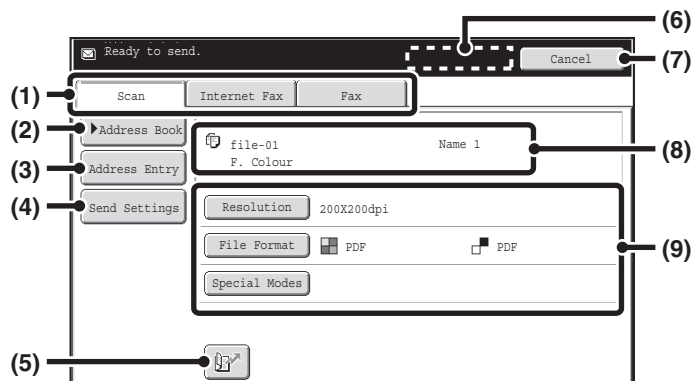 (6)
Ready to send.
Cancel
(7)
(1)
Scan Internet Fax Fax
(2)
Address Book
file-01 Name 1
(8)
F. Colour
(3)
Address Entry
(4)
Send Settings
Resolution 200X200dpi
File Format PDF PDF
(9)
Special Modes
(5)